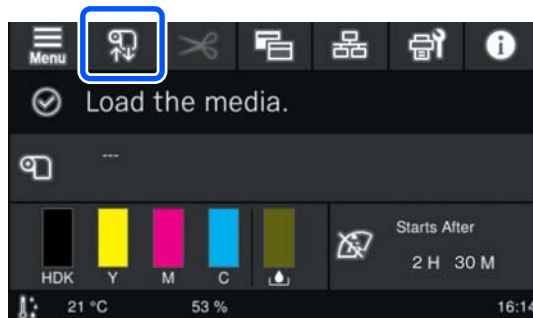 Menu
Load the media.
---
HDK Y M C
Starts After
2 H 30 M
21 °C 53 % 16:14